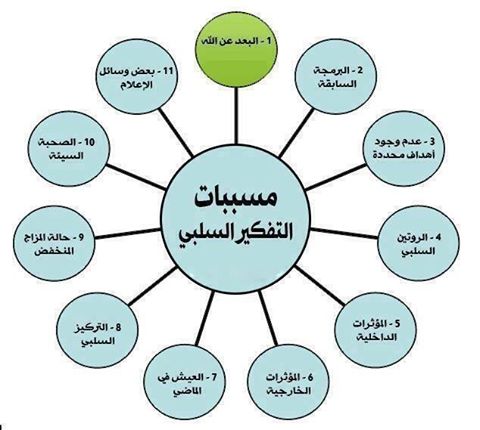 مسببات
التفكير السلبي
1 - البعد عن الله
2 - البرمجة
السابقة
3 - عدم وجود
أهداف محددة
4 - الروتين
السلبي
5 - المؤثرات
الداخلية
6 - المؤثرات
الخارجية
7 - العيش في
الماضي
8 - التركيز
السلبي
9 - حالة المزاج
المنخفض
10 - الصحبة
السيئة
11 - بعض وسائل
الإعلام